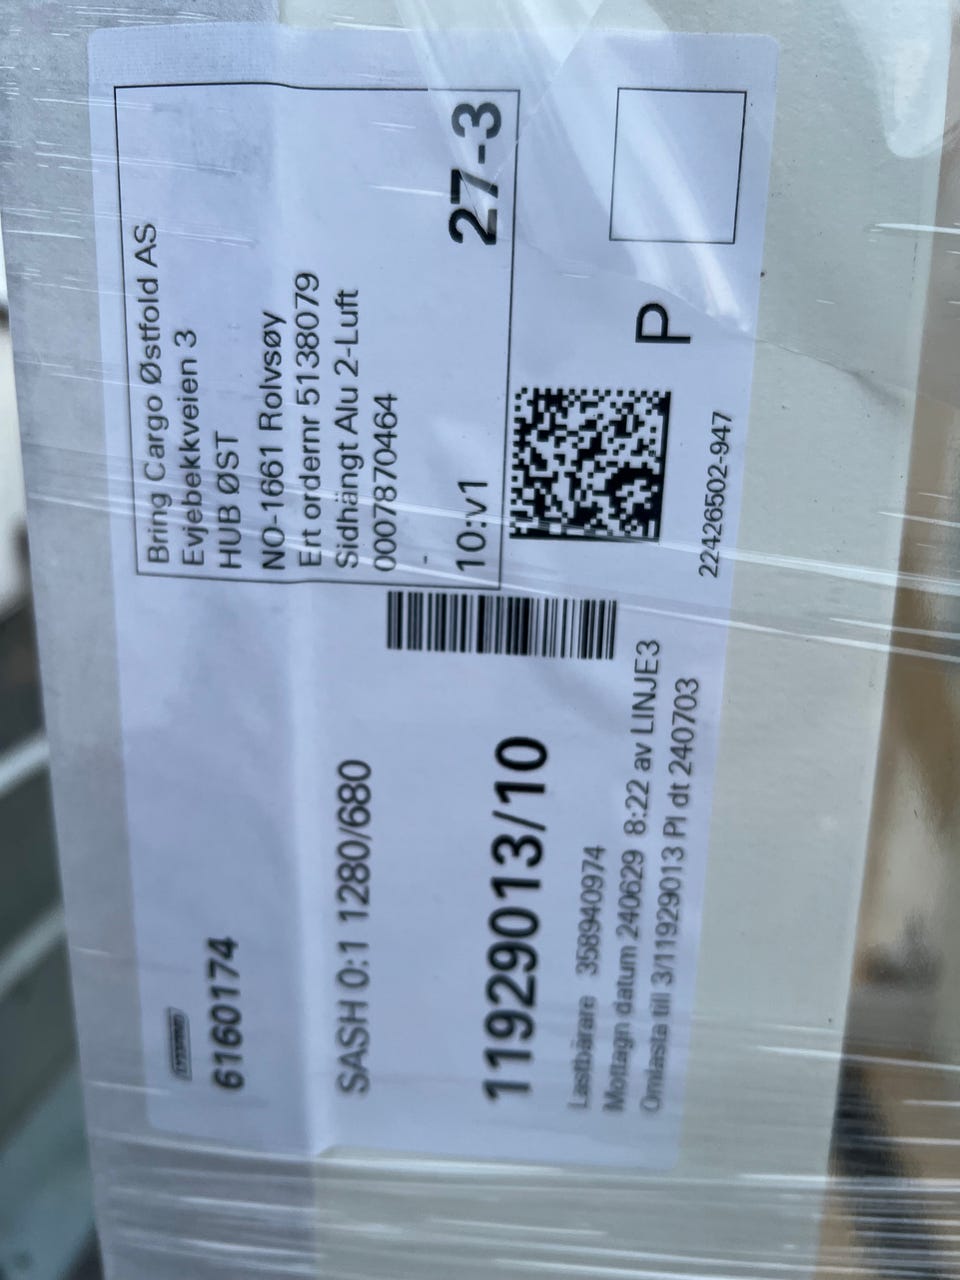 6160174
SASH 0:1 1280/680
11929013/10
Lastbärare 358940974
Mottagn datum 240629 8:22 av LINJE3
Omlasta till 3/11929013 Pl dt 240703
Bring Cargo Østfold AS
Evjebekkveien 3
HUB ØST
NO-1661 Rolvsøy
Ert ordernr 5138079
Sidhängt Alu 2-Luft
0007870464
-
10:v1 27-3
P
22426502-947